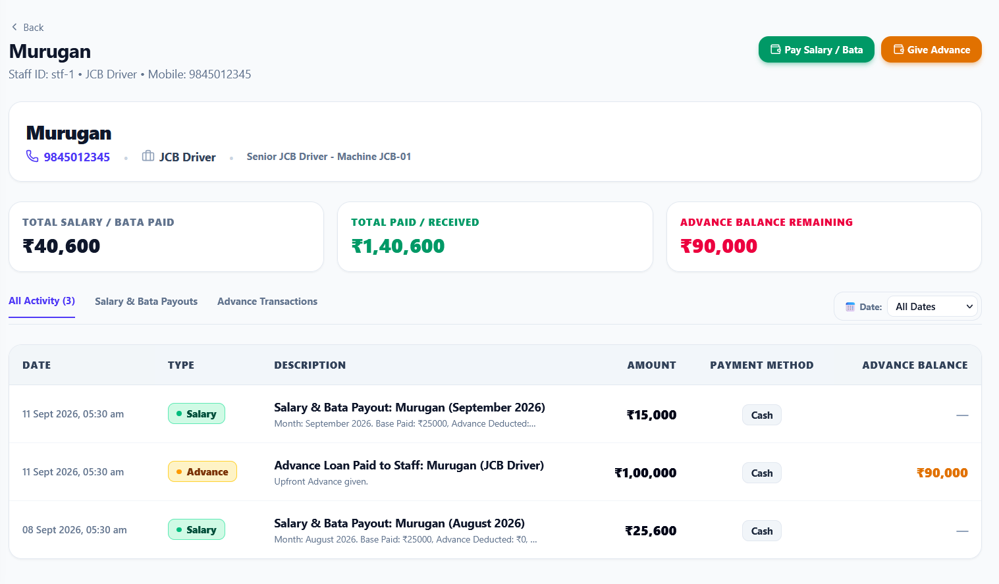 Back
Murugan
Staff ID: stf-1 • JCB Driver • Mobile: 9845012345
Pay Salary / Bata
Give Advance
Murugan
9845012345 • JCB Driver • Senior JCB Driver - Machine JCB-01
TOTAL SALARY / BATA PAID
₹40,600
TOTAL PAID / RECEIVED
₹1,40,600
ADVANCE BALANCE REMAINING
₹90,000
All Activity (3) Salary & Bata Payouts Advance Transactions
Date: All Dates
DATE TYPE DESCRIPTION AMOUNT PAYMENT METHOD ADVANCE BALANCE
11 Sept 2026, 05:30 am • Salary Salary & Bata Payout: Murugan (September 2026) ₹15,000 Cash —
Month: September 2026. Base Paid: ₹25000, Advance Deducted:...
11 Sept 2026, 05:30 am • Advance Advance Loan Paid to Staff: Murugan (JCB Driver) ₹1,00,000 Cash ₹90,000
Upfront Advance given.
08 Sept 2026, 05:30 am • Salary Salary & Bata Payout: Murugan (August 2026) ₹25,600 Cash —
Month: August 2026. Base Paid: ₹25000, Advance Deducted: ₹0, ...